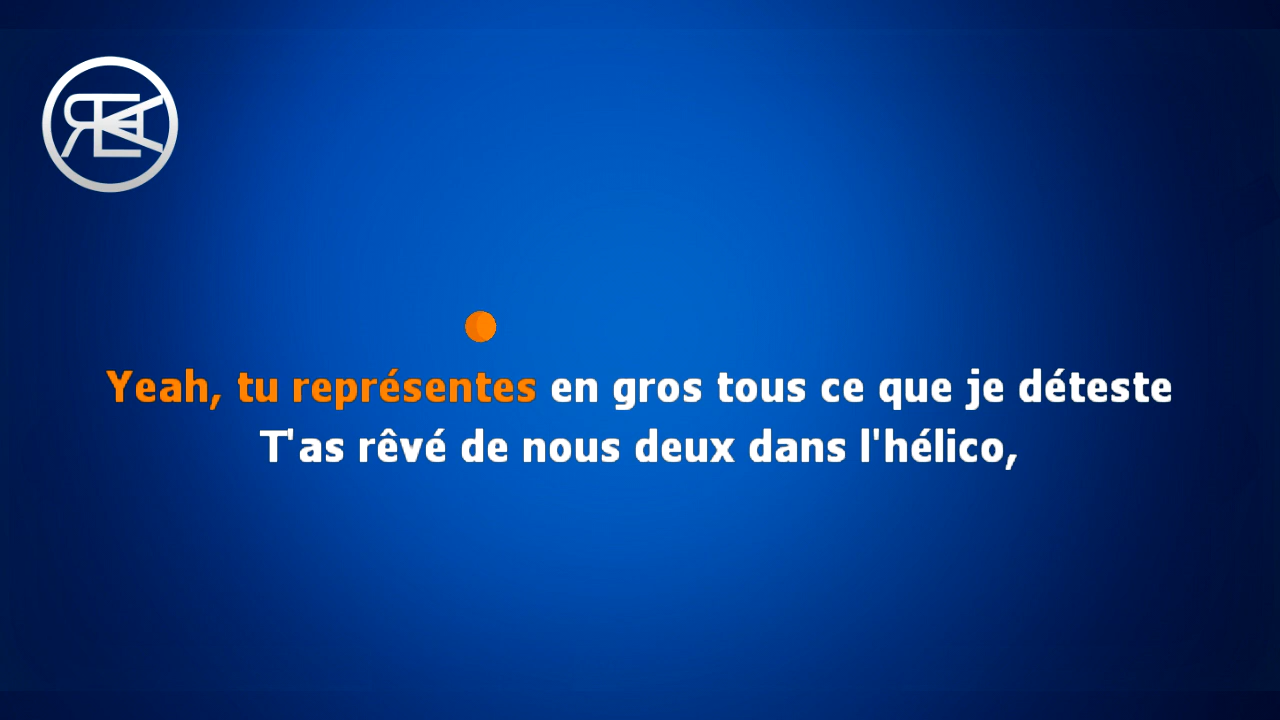 Yeah, tu représentes en gros tous ce que je déteste
T'as rêvé de nous deux dans l'hélico,